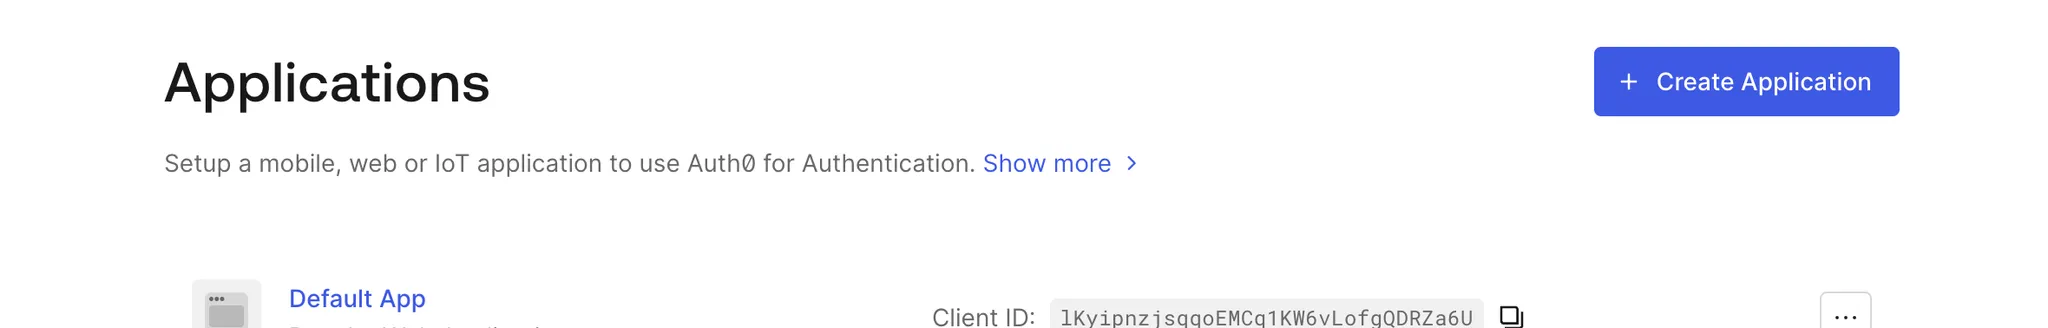 Applications
+ Create Application
Setup a mobile, web or IoT application to use Auth0 for Authentication. Show more >
Default App
Client ID: lKyipnzjsqqoEMCq1KW6vLofgQDRZa6U
...